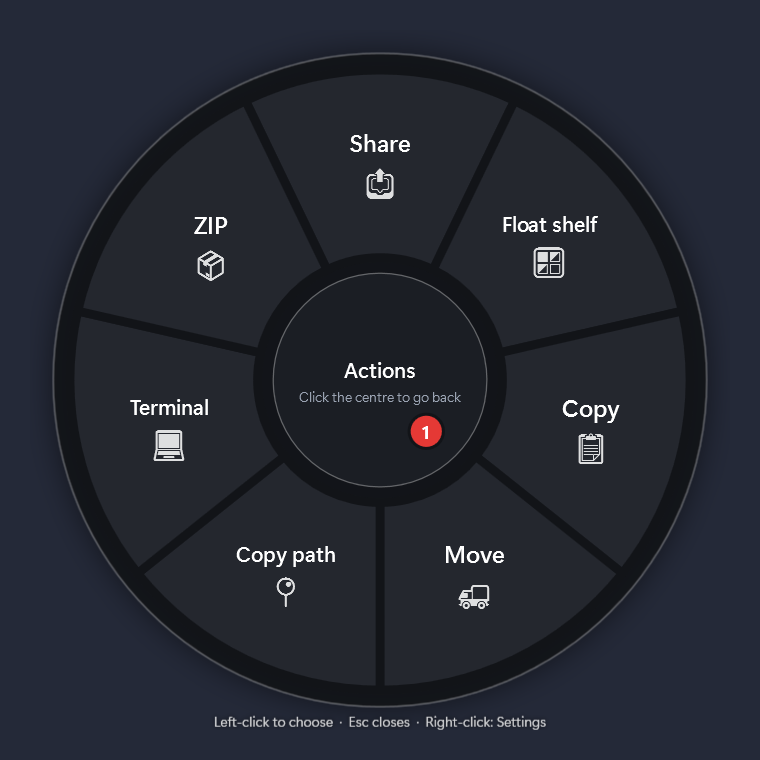 Share
ZIP
Float shelf
Actions
Click the centre to go back
Terminal
Copy
1
Copy path
Move
Left-click to choose · Esc closes · Right-click: Settings